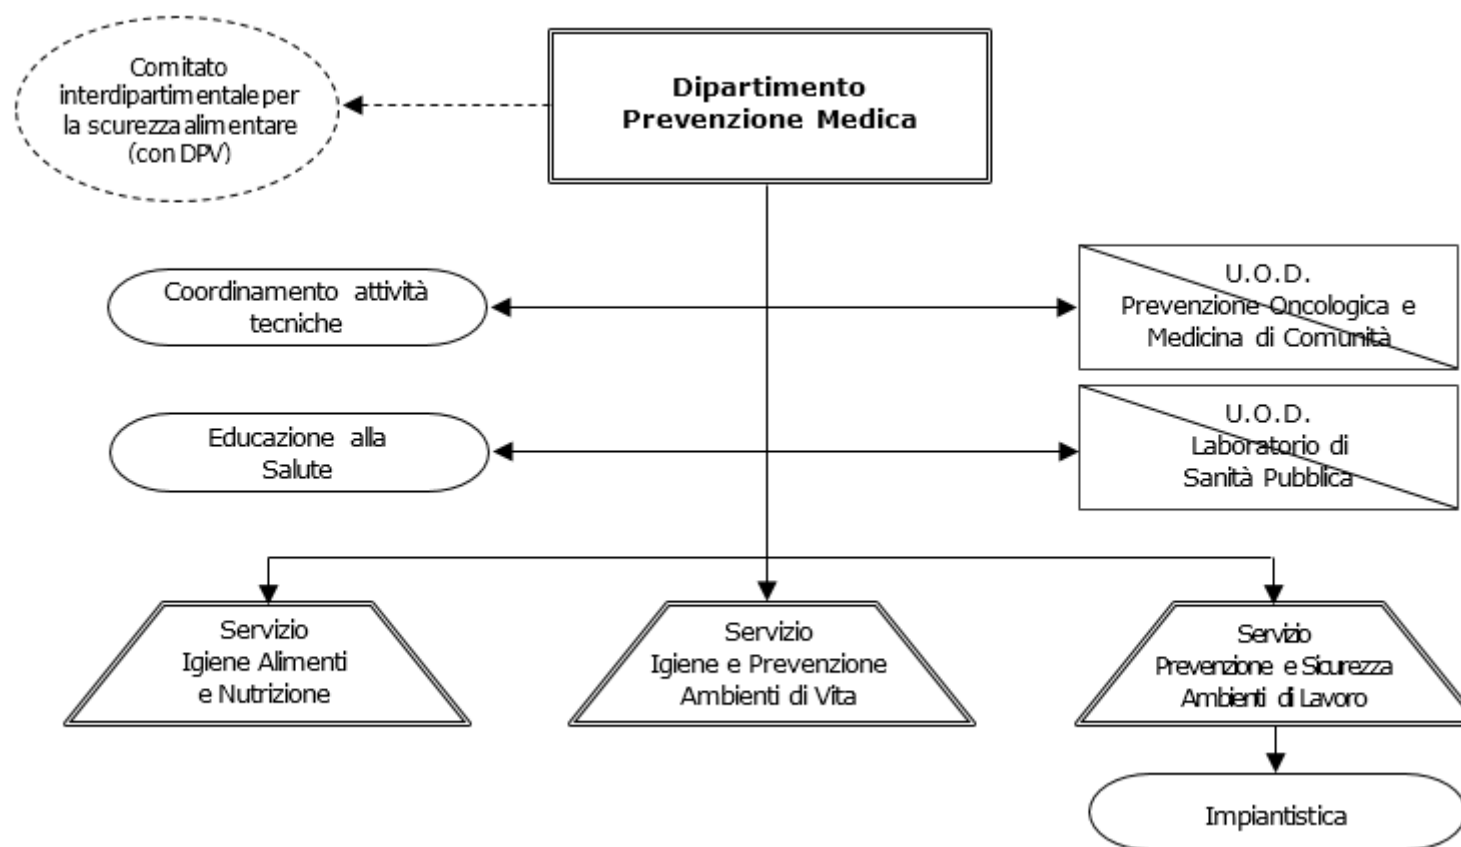 Comitato
interdipartimentale per
la scurezza alimentare
(con DPV)
Dipartimento
Prevenzione Medica
Coordinamento attività
tecniche
U.O.D.
Prevenzione Oncologica e
Medicina di Comunità
Educazione alla
Salute
U.O.D.
Laboratorio di
Sanità Pubblica
Servizio
Igiene Alimenti
e Nutrizione
Servizio
Igiene e Prevenzione
Ambienti di Vita
Servizio
Prevenzione e Sicurezza
Ambienti di Lavoro
Impiantistica